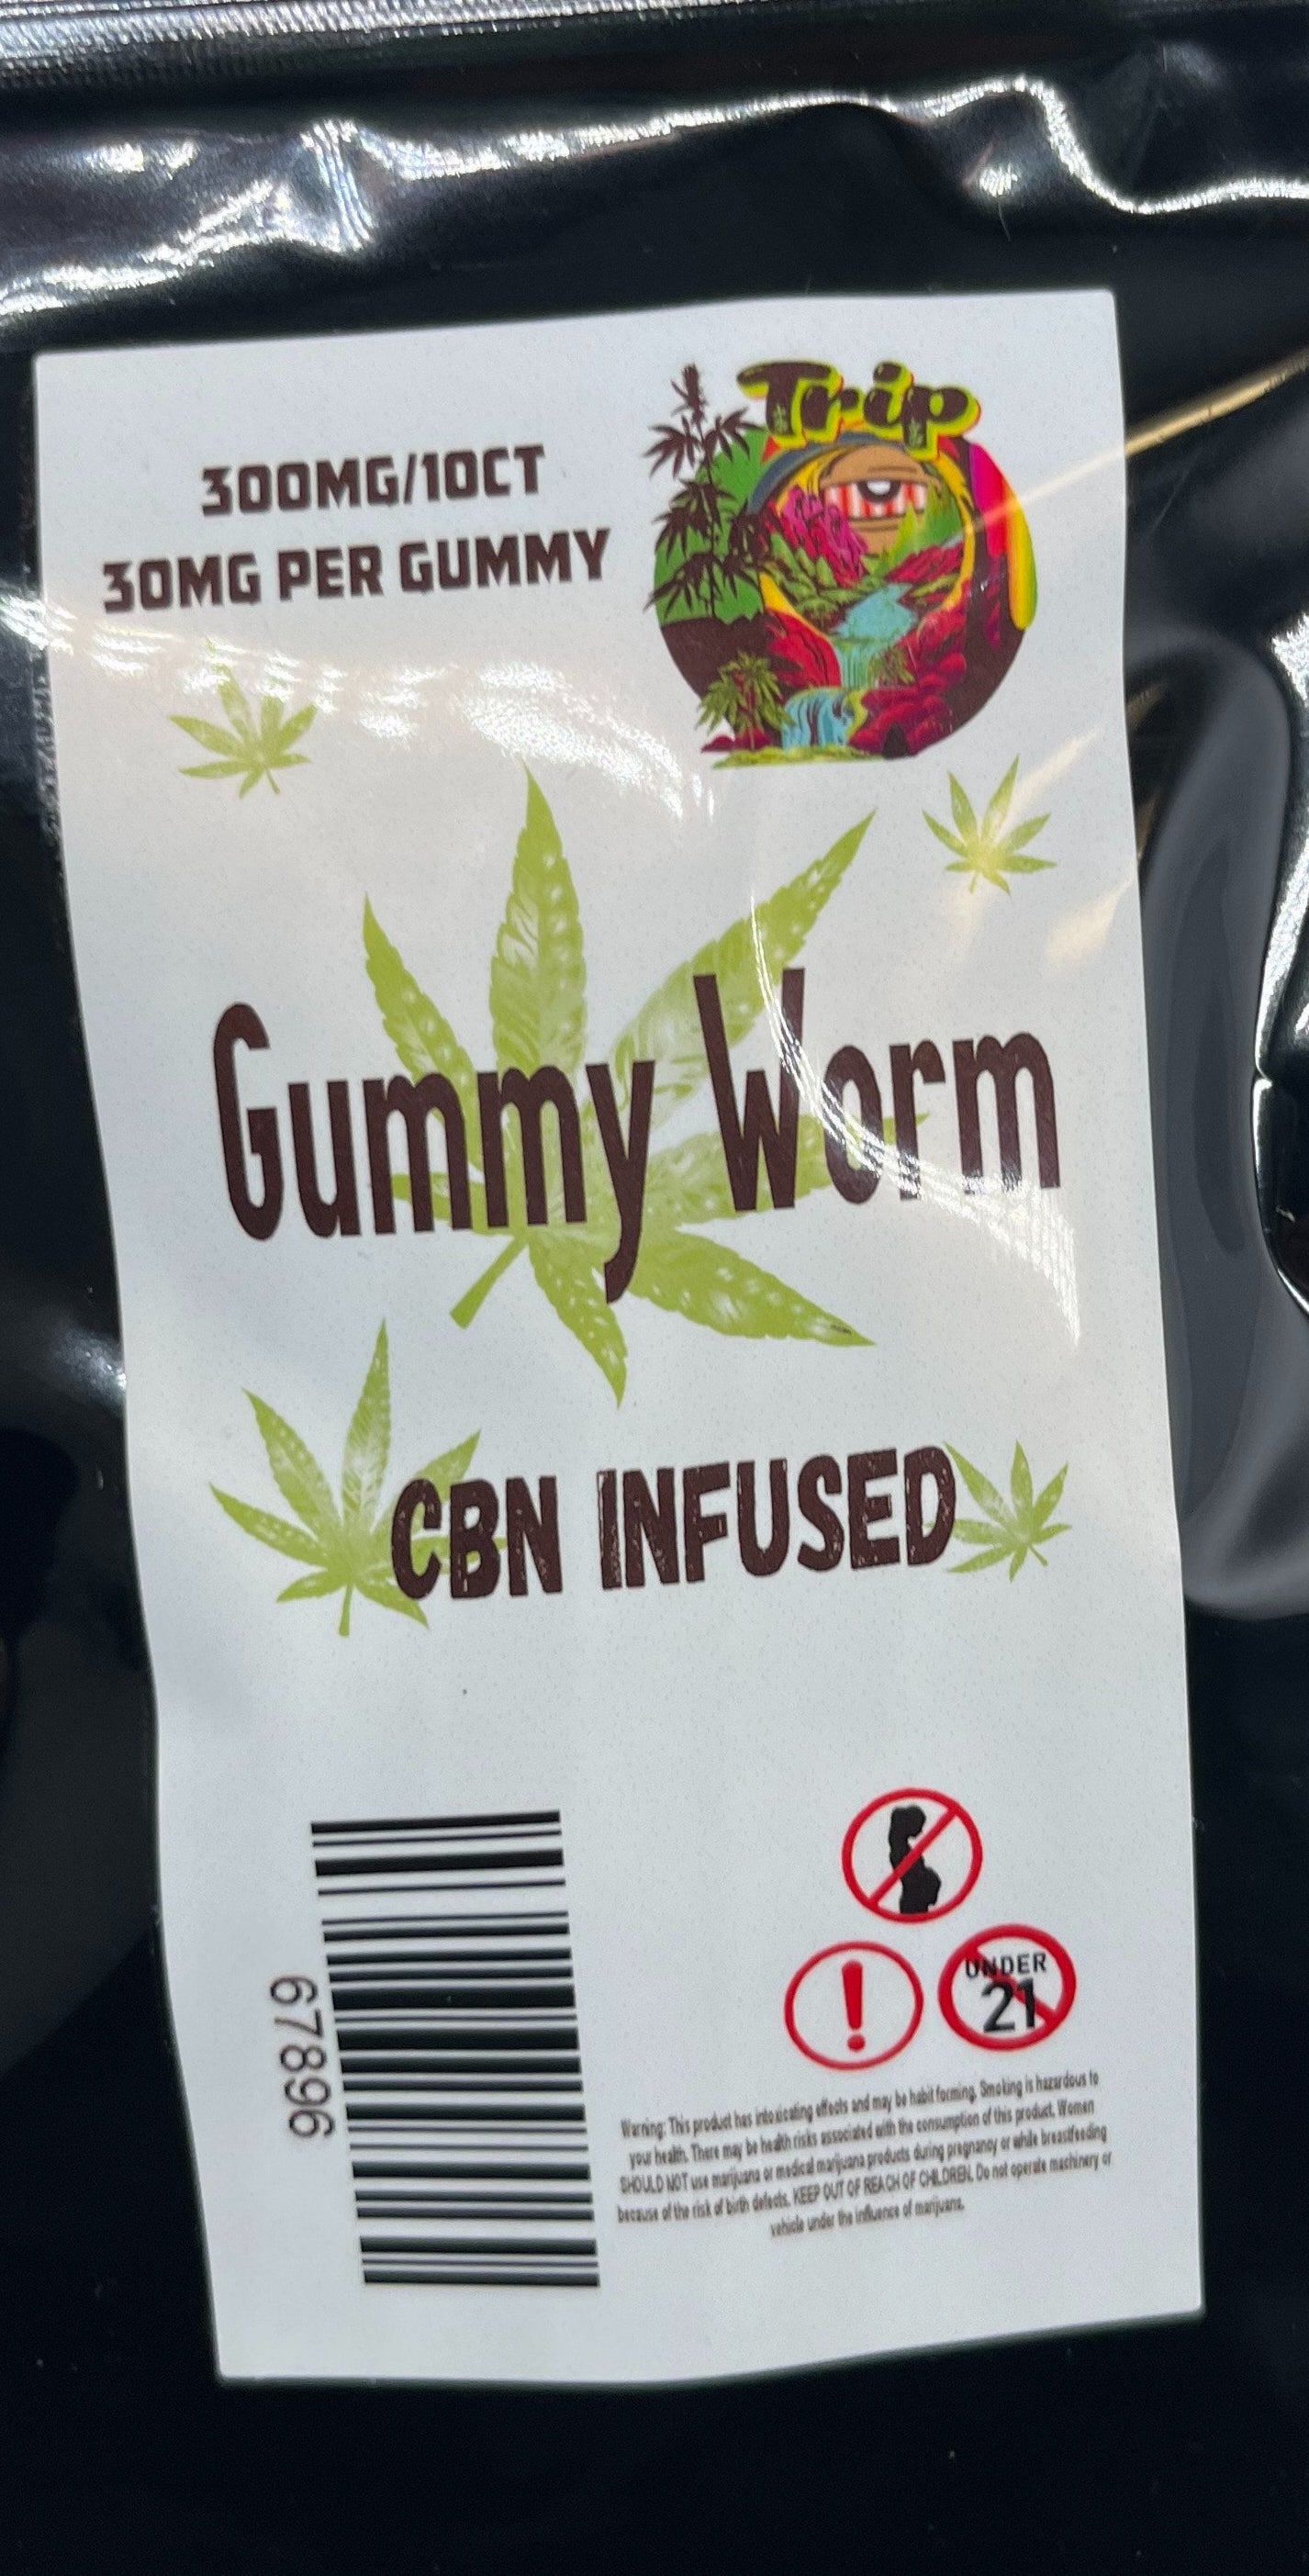 Trip
300MG/10CT
30MG PER GUMMY
Gummy Worm
CBN INFUSED
67896
UNDER
21
Warning: This product has intoxicating effects and may be habit forming. Smoking is hazardous to
your health. There may be health risks associated with the consumption of this product. Women
SHOULD NOT use marijuana or medical marijuana products during pregnancy or while breastfeeding
because of the risk of birth defects. KEEP OUT OF REACH OF CHILDREN. Do not operate machinery or
vehicle under the influence of marijuana.